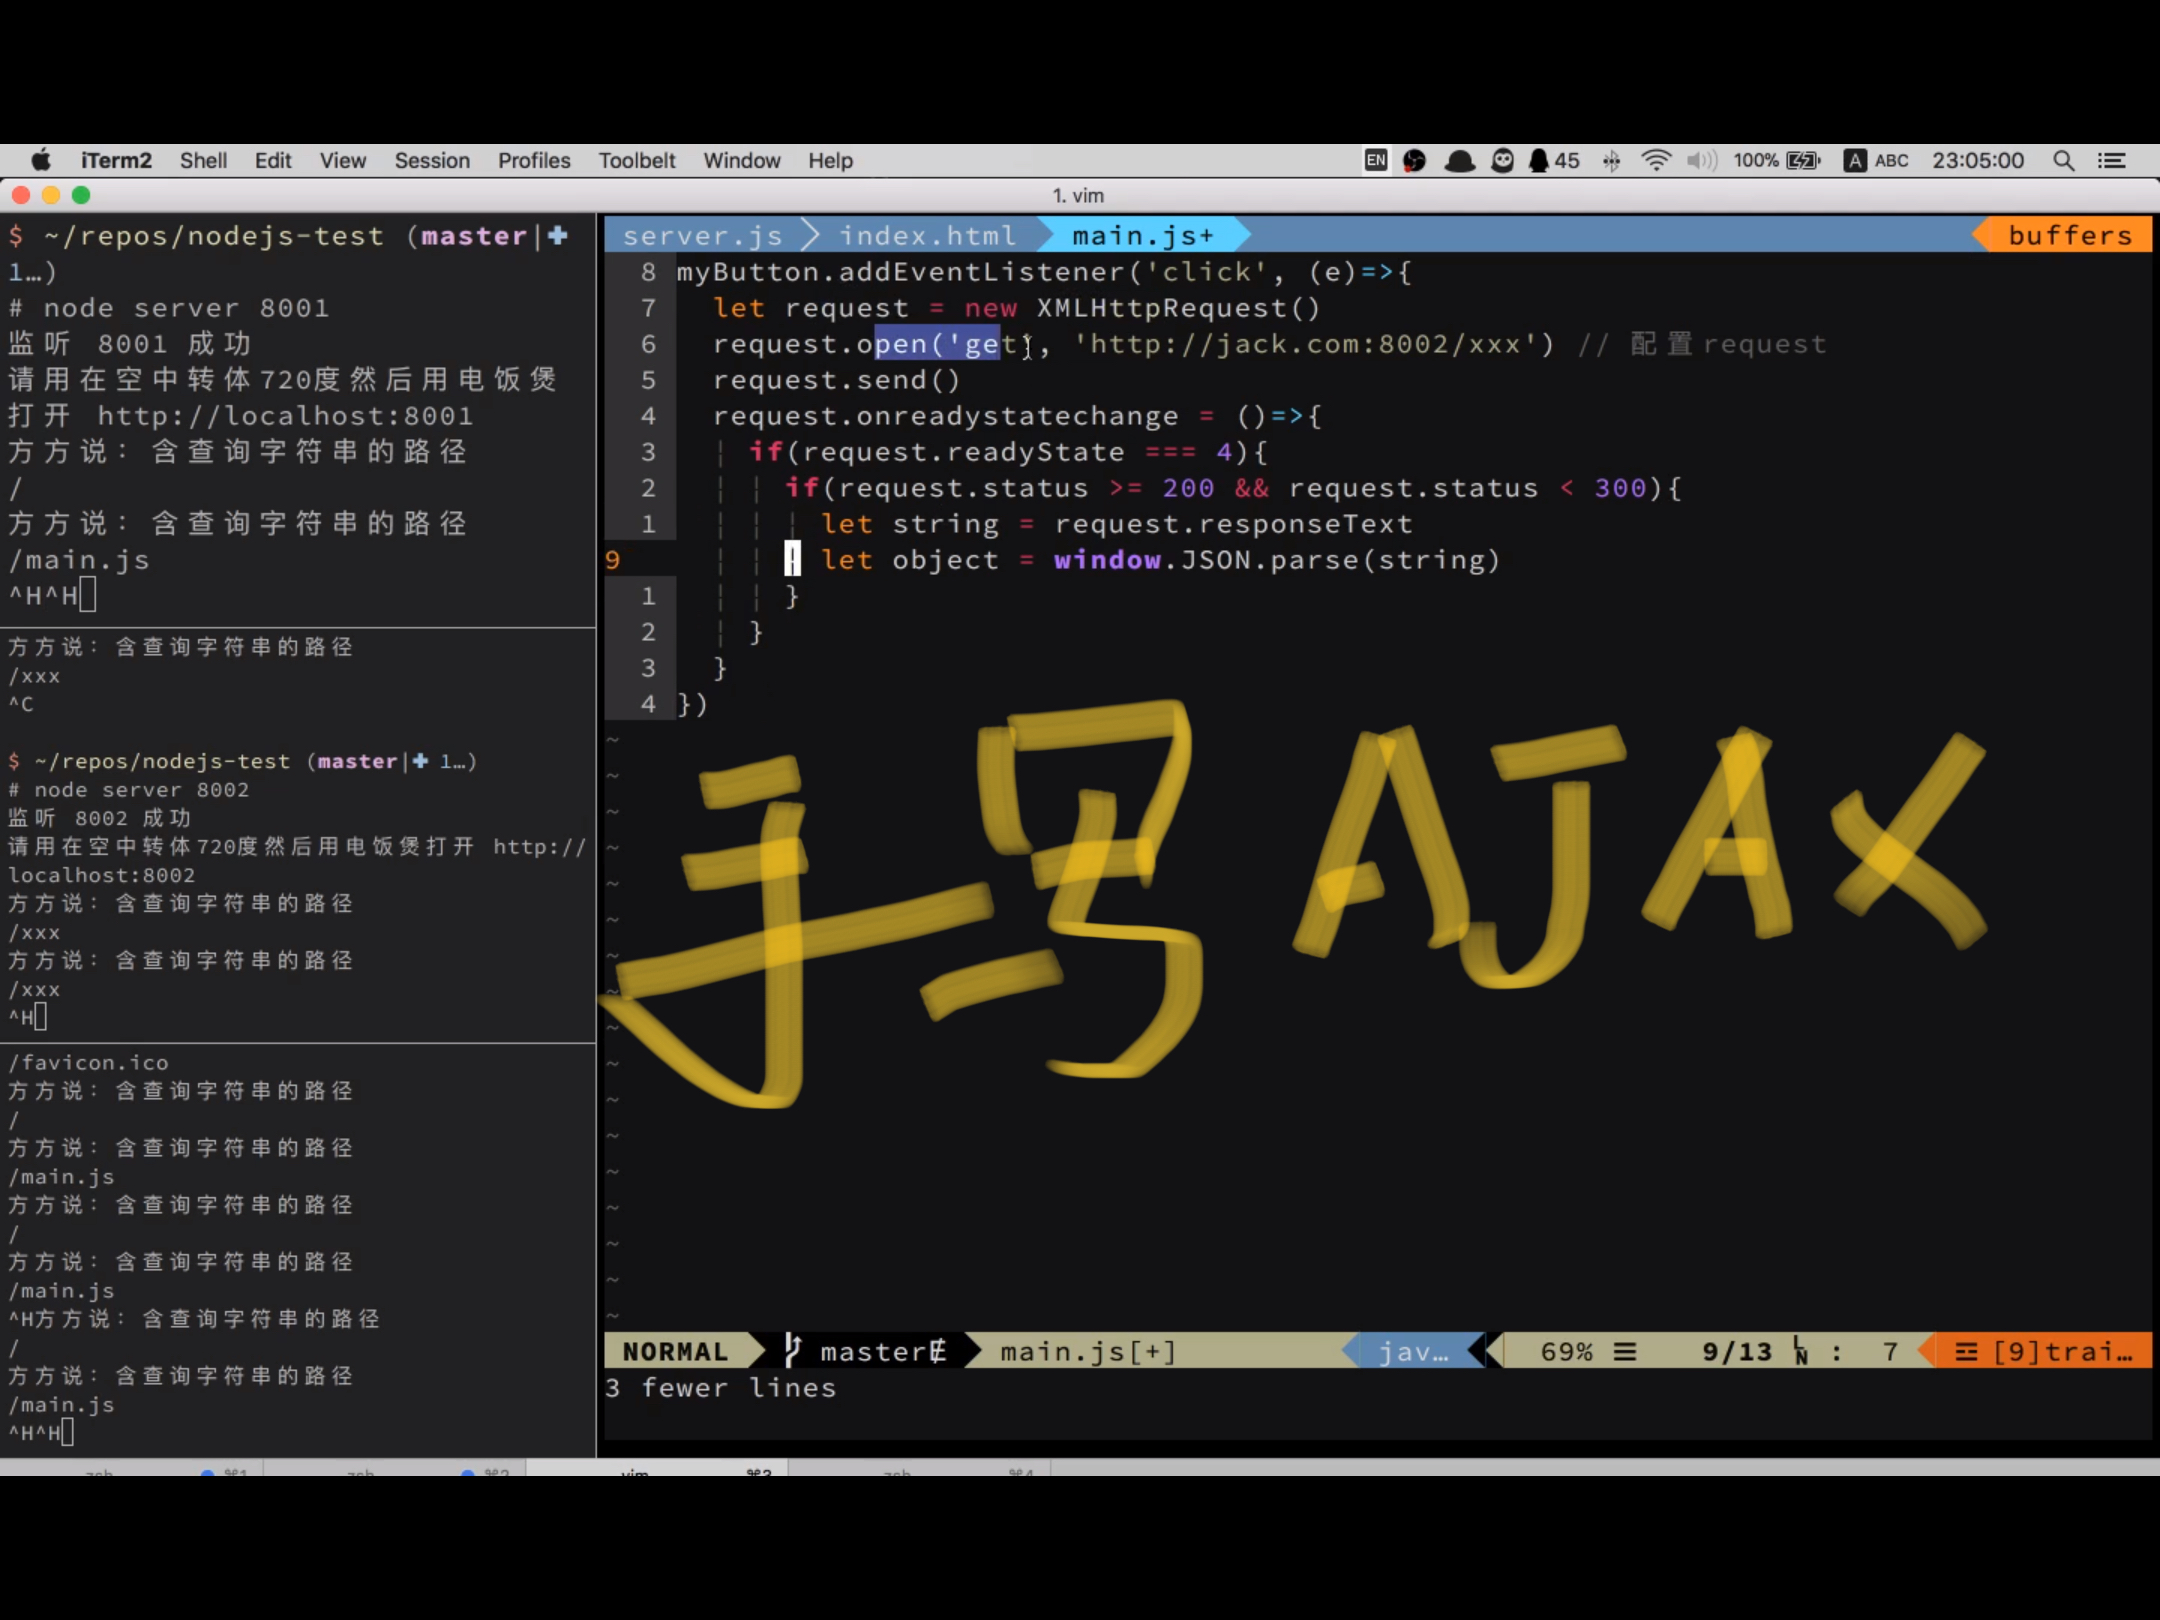 iTerm2 Shell Edit View Session Profiles Toolbelt Window Help EN 45 100% A ABC 23:05:00
1. vim
$ ~/repos/nodejs-test (master|✚
1…)
# node server 8001
监听 8001 成功
请用在空中转体720度然后用电饭煲
打开 http://localhost:8001
方方说：含查询字符串的路径
/
方方说：含查询字符串的路径
/main.js
^H^H
方方说：含查询字符串的路径
/xxx
^C
$ ~/repos/nodejs-test (master|✚ 1…)
# node server 8002
监听 8002 成功
请用在空中转体720度然后用电饭煲打开 http://
localhost:8002
方方说：含查询字符串的路径
/xxx
方方说：含查询字符串的路径
/xxx
^H
/favicon.ico
方方说：含查询字符串的路径
/
方方说：含查询字符串的路径
/main.js
方方说：含查询字符串的路径
/
方方说：含查询字符串的路径
/main.js
^H方方说：含查询字符串的路径
/
方方说：含查询字符串的路径
/main.js
^H^H
server.js index.html main.js+ buffers
8 myButton.addEventListener('click', (e)=>{
7 let request = new XMLHttpRequest()
6 request.open('get', 'http://jack.com:8002/xxx') // 配置request
5 request.send()
4 request.onreadystatechange = ()=>{
3 if(request.readyState === 4){
2 if(request.status >= 200 && request.status < 300){
1 let string = request.responseText
9 let object = window.JSON.parse(string)
1 }
2 }
3 }
4 })
手写 AJAX
NORMAL master main.js[+] jav… 69% ☰ 9/13 : 7 [9]trai…
3 fewer lines
zsh ⌘1 zsh ⌘2 vim ⌘3 zsh ⌘4